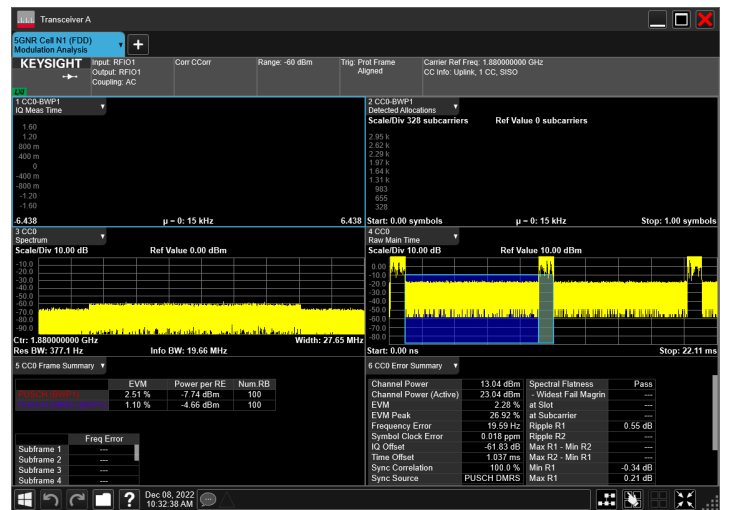 Transceiver A
5GNR Cell N1 (FDD)
Modulation Analysis
KEYSIGHT
Input: RFIO1
Output: RFIO1
Coupling: AC
Corr CCorr
Range: -60 dBm
Trig: Prot Frame
Aligned
Carrier Ref Freq: 1.880000000 GHz
CC Info: Uplink, 1 CC, SISO
1 CC0-BWP1
IQ Meas Time
1.60
1.20
800 m
400 m
0
-400 m
-800 m
-1.20
-1.60
-6.438 μ = 0: 15 kHz 6.438
2 CC0-BWP1
Detected Allocations
Scale/Div 328 subcarriers Ref Value 0 subcarriers
2.95 k
2.62 k
2.29 k
1.97 k
1.64 k
1.31 k
983
655
328
Start: 0.00 symbols μ = 0: 15 kHz Stop: 1.00 symbols
3 CC0
Spectrum
Scale/Div 10.00 dB Ref Value 0.00 dBm
-10.0
-20.0
-30.0
-40.0
-50.0
-60.0
-70.0
-80.0
-90.0
Ctr: 1.880000000 GHz Width: 27.65 MHz
Res BW: 377.1 Hz Info BW: 19.66 MHz
4 CC0
Raw Main Time
Scale/Div 10.00 dB Ref Value 10.00 dBm
0.00
-10.0
-20.0
-30.0
-40.0
-50.0
-60.0
-70.0
-80.0
Start: 0.00 ns Stop: 22.11 ms
5 CC0 Frame Summary
EVM Power per RE Num.RB
PUSCH (BWP1) 2.51 % -7.74 dBm 100
1.10 % -4.66 dBm 100
Freq Error
Subframe 1 ---
Subframe 2 ---
Subframe 3 ---
Subframe 4 ---
6 CC0 Error Summary
Channel Power 13.04 dBm Spectral Flatness Pass
Channel Power (Active) 23.04 dBm - Widest Fail Magrin ---
EVM 2.28 % at Slot ---
EVM Peak 26.92 % at Subcarrier ---
Frequency Error 19.59 Hz Ripple R1 0.55 dB
Symbol Clock Error 0.018 ppm Ripple R2 ---
IQ Offset -61.83 dB Max R1 - Min R2 ---
Time Offset 1.037 ms Max R2 - Min R1 ---
Sync Correlation 100.0 % Min R1 -0.34 dB
Sync Source PUSCH DMRS Max R1 0.21 dB
Dec 08, 2022
10:32:38 AM